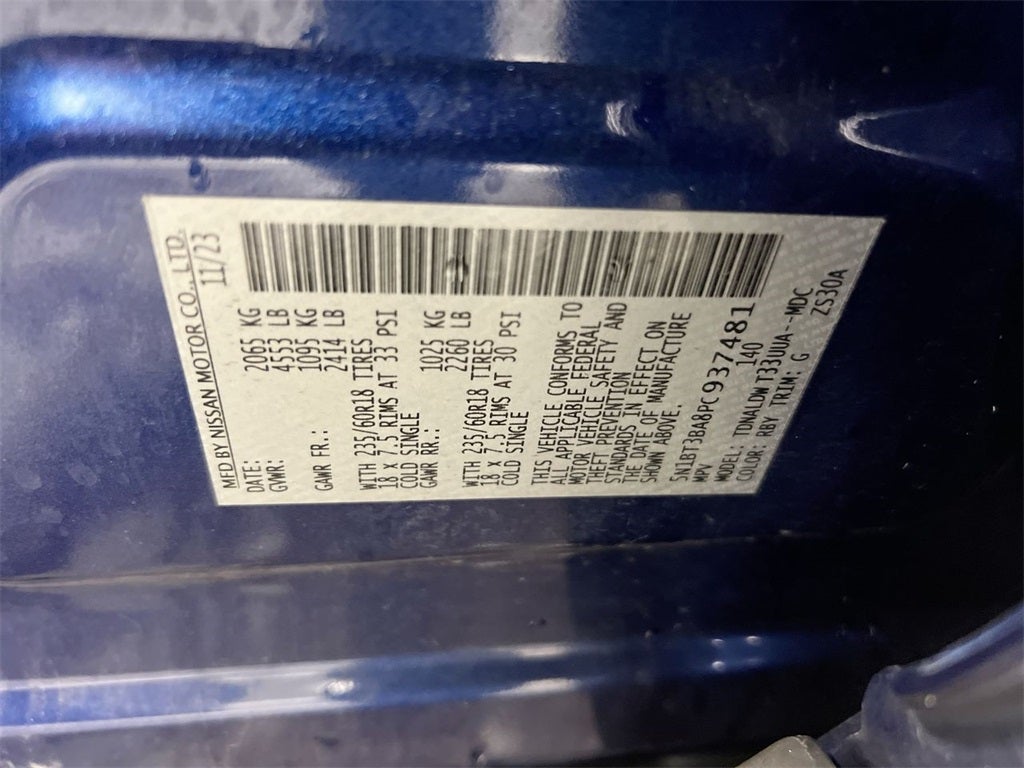 MFD BY NISSAN MOTOR CO., LTD.
DATE: 11/23
GVWR: 2065 KG
4553 LB
GAWR FR.: 1095 KG
2414 LB
WITH 235/60R18 TIRES
18 X 7.5 RIMS AT 33 PSI
COLD SINGLE
GAWR RR.: 1025 KG
2260 LB
WITH 235/60R18 TIRES
18 X 7.5 RIMS AT 30 PSI
COLD SINGLE
THIS VEHICLE CONFORMS TO
ALL APPLICABLE FEDERAL
MOTOR VEHICLE SAFETY AND
THEFT PREVENTION
STANDARDS IN EFFECT ON
THE DATE OF MANUFACTURE
SHOWN ABOVE.
5N1BT3BA8PC937481
MPV 140
MODEL: TDNALDWT33UUA--MDC
COLOR: RBY TRIM: G ZS30A